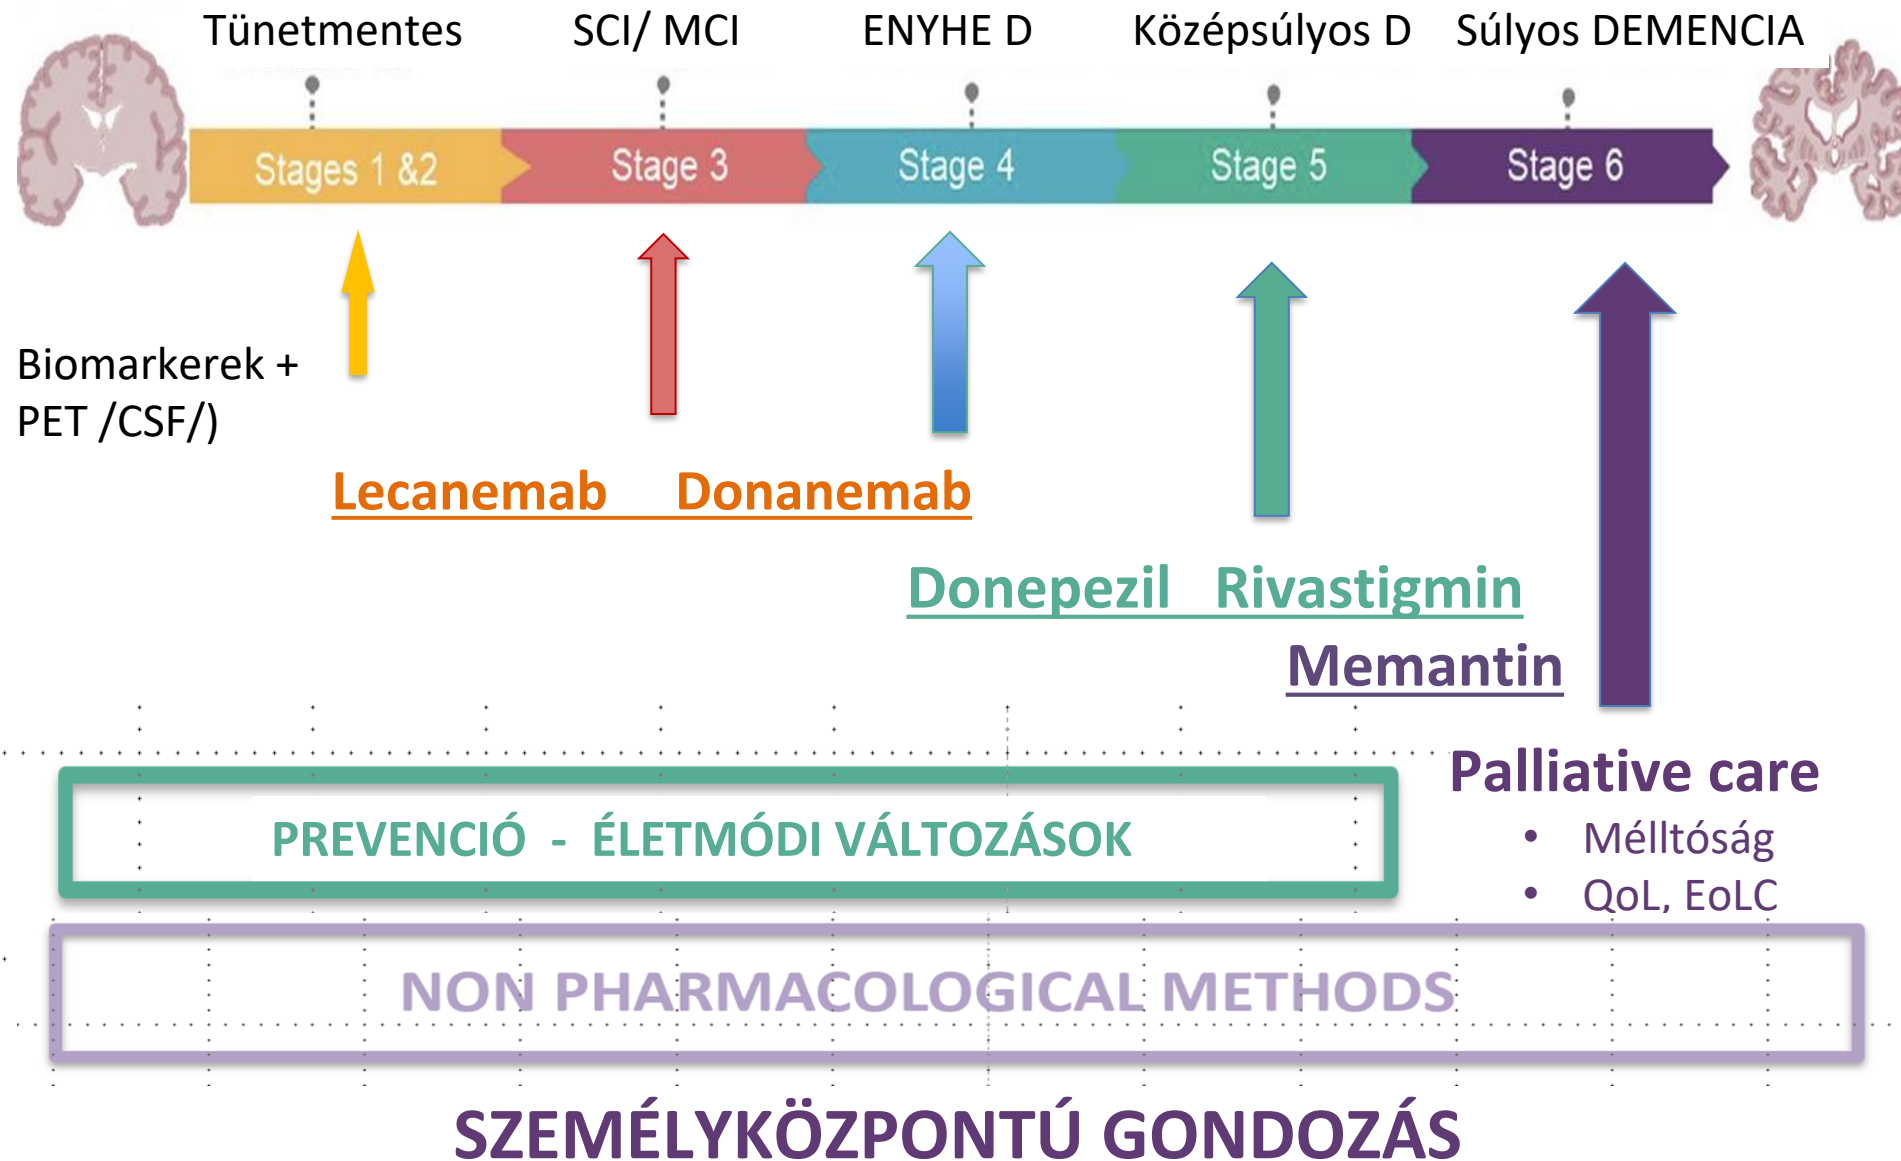 Tünetmentes SCI/ MCI ENYHE D Középsúlyos D Súlyos DEMENCIA
Stages 1 &2 Stage 3 Stage 4 Stage 5 Stage 6
Biomarkerek +
PET /CSF/)
Lecanemab Donanemab
Donepezil Rivastigmin
Memantin
Palliative care
• Mélltóság
• QoL, EoLC
PREVENCIÓ - ÉLETMÓDI VÁLTOZÁSOK
NON PHARMACOLOGICAL METHODS
SZEMÉLYKÖZPONTÚ GONDOZÁS